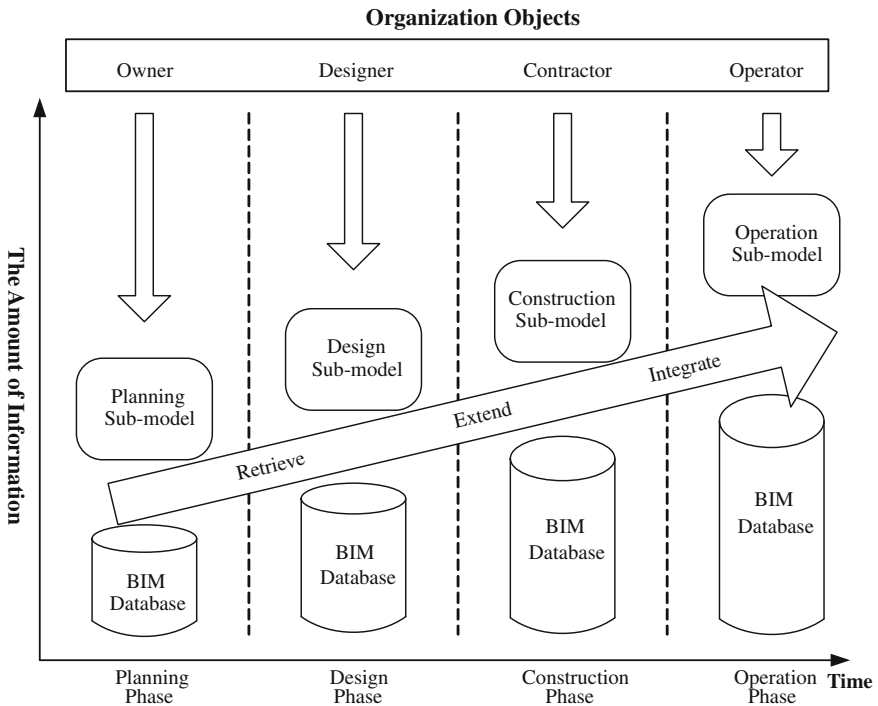 Organization Objects
Owner Designer Contractor Operator
The Amount of Information
Operation
Sub-model
Construction
Sub-model
Design
Sub-model
Planning
Sub-model
Retrieve Extend Integrate
BIM
Database
BIM
Database
BIM
Database
BIM
Database
Planning
Phase
Design
Phase
Construction
Phase
Operation
Phase
Time